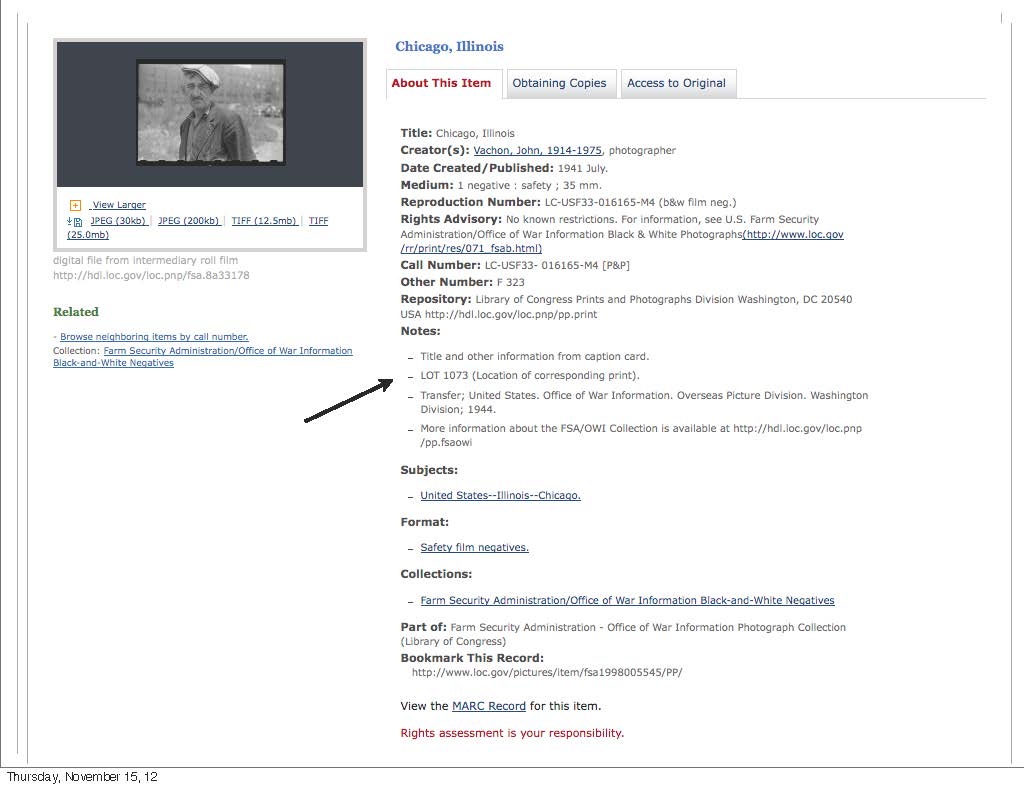 Chicago, Illinois
About This Item
Obtaining Copies
Access to Original
View Larger
JPEG (30kb) | JPEG (200kb) | TIFF (12.5mb) | TIFF
(25.0mb)
digital file from intermediary roll film
http://hdl.loc.gov/loc.pnp/fsa.8a33178
Related
- Browse neighboring items by call number.
Collection: Farm Security Administration/Office of War Information
Black-and-White Negatives
Title: Chicago, Illinois
Creator(s): Vachon, John, 1914-1975, photographer
Date Created/Published: 1941 July.
Medium: 1 negative : safety ; 35 mm.
Reproduction Number: LC-USF33-016165-M4 (b&w film neg.)
Rights Advisory: No known restrictions. For information, see U.S. Farm Security
Administration/Office of War Information Black & White Photographs(http://www.loc.gov
/rr/print/res/071_fsab.html)
Call Number: LC-USF33- 016165-M4 [P&P]
Other Number: F 323
Repository: Library of Congress Prints and Photographs Division Washington, DC 20540
USA http://hdl.loc.gov/loc.pnp/pp.print
Notes:
– Title and other information from caption card.
– LOT 1073 (Location of corresponding print).
– Transfer; United States. Office of War Information. Overseas Picture Division. Washington
Division; 1944.
– More information about the FSA/OWI Collection is available at http://hdl.loc.gov/loc.pnp
/pp.fsaowi
Subjects:
– United States--Illinois--Chicago.
Format:
– Safety film negatives.
Collections:
– Farm Security Administration/Office of War Information Black-and-White Negatives
Part of: Farm Security Administration - Office of War Information Photograph Collection
(Library of Congress)
Bookmark This Record:
http://www.loc.gov/pictures/item/fsa1998005545/PP/
View the MARC Record for this item.
Rights assessment is your responsibility.
Thursday, November 15, 12